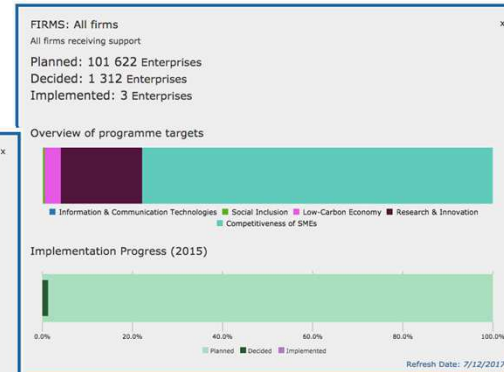 FIRMS: All firms
x
All firms receiving support
Planned: 101 622 Enterprises
Decided: 1 312 Enterprises
Implemented: 3 Enterprises
Overview of programme targets
x
Information & Communication Technologies Social Inclusion Low-Carbon Economy Research & Innovation
Competitiveness of SMEs
Implementation Progress (2015)
0.0% 20.0% 40.0% 60.0% 80.0% 100.0%
Planned Decided Implemented
Refresh Date: 7/12/2017